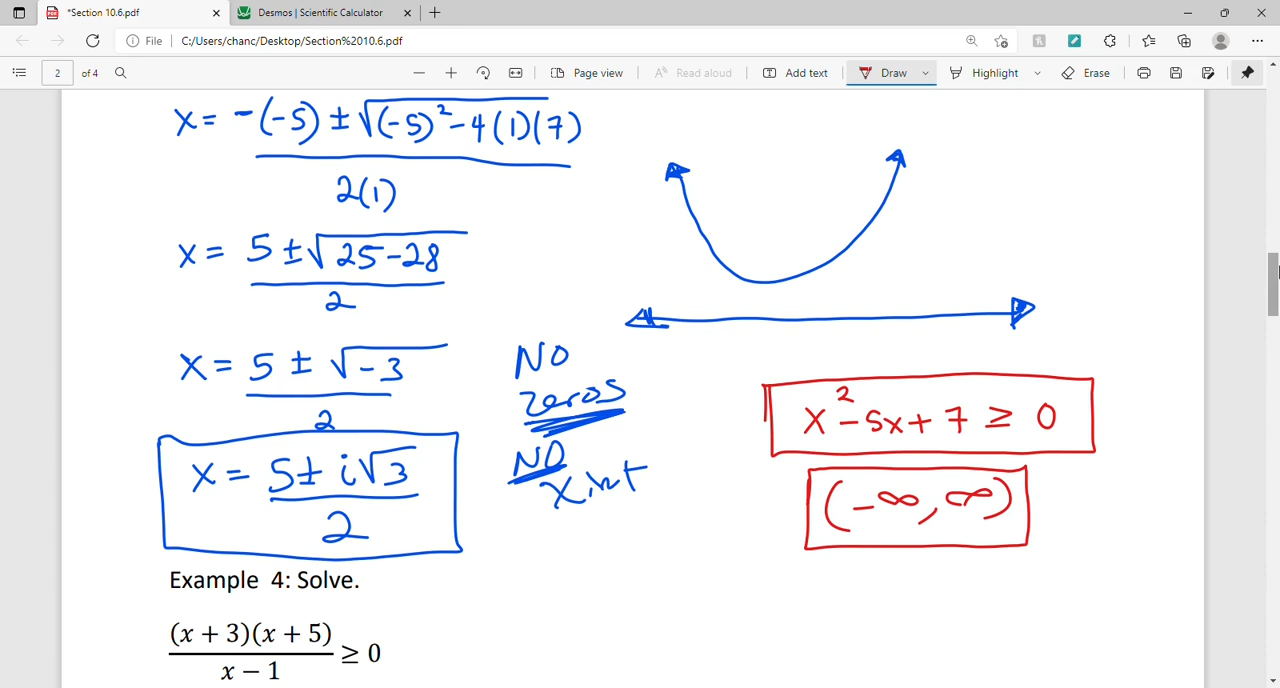 *Section 10.6.pdf
Desmos | Scientific Calculator
File | C:/Users/chanc/Desktop/Section%2010.6.pdf
2 of 4
Page view
Read aloud
Add text
Draw
Highlight
Erase
x = -(-5) ± √(-5)² - 4(1)(7)
2(1)
x = 5 ± √25-28
2
x = 5 ± √-3
2
x = 5 ± i√3
2
NO
zeros
NO
x int
x² - 5x + 7 ≥ 0
(-∞, ∞)
Example 4: Solve.
(x + 3)(x + 5)
≥ 0
x − 1